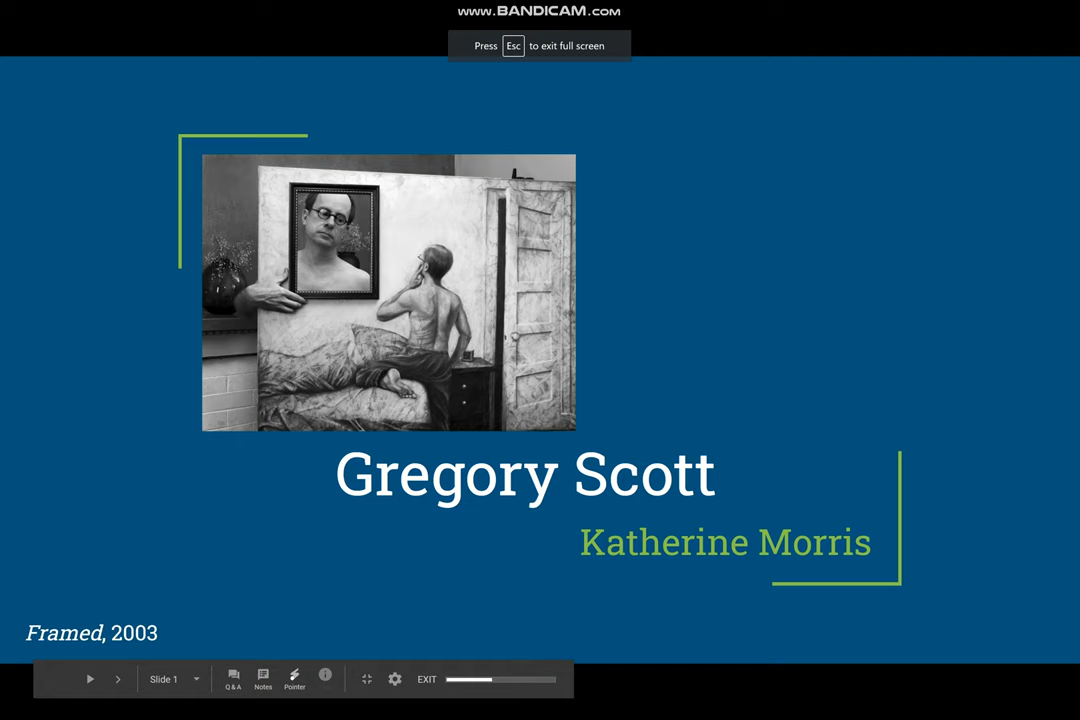 www.BANDICAM.com
Press Esc to exit full screen
Gregory Scott
Katherine Morris
Framed, 2003
Slide 1
Q & A
Notes
Pointer
EXIT